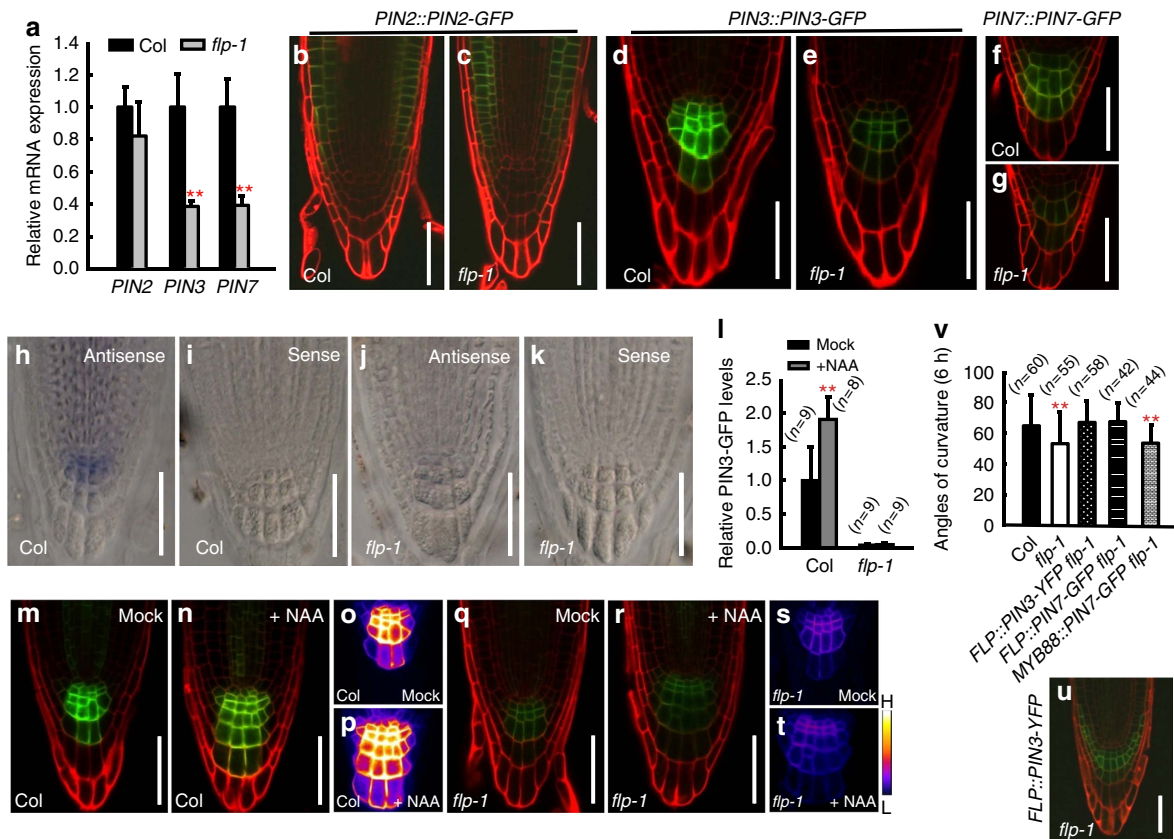 PIN2::PIN2-GFP
PIN3::PIN3-GFP
PIN7::PIN7-GFP
a
Col
flp-1
Relative mRNA expression
1.4
1.2
1.0
0.8
0.6
0.4
0.2
0.0
**
**
PIN2 PIN3 PIN7
b
Col
c
flp-1
d
Col
e
flp-1
f
Col
g
flp-1
h
Antisense
Col
i
Sense
Col
j
Antisense
flp-1
k
Sense
flp-1
l
Mock
+NAA
Relative PIN3-GFP levels
2.5
2.0
1.5
1.0
0.5
0.0
(n=9)
**
(n=8)
(n=9)
(n=9)
Col flp-1
v
Angles of curvature (6 h)
100
80
60
40
20
0
(n=60)
(n=55)
(n=58)
(n=42)
(n=44)
**
**
Col
flp-1
FLP::PIN3-YFP flp-1
FLP::PIN7-GFP flp-1
MYB88::PIN7-GFP flp-1
m
Mock
Col
n
+ NAA
Col
o
Col Mock
p
Col + NAA
q
Mock
flp-1
r
+ NAA
flp-1
s
flp-1 Mock
t
flp-1 + NAA
H
L
FLP::PIN3-YFP
u
flp-1